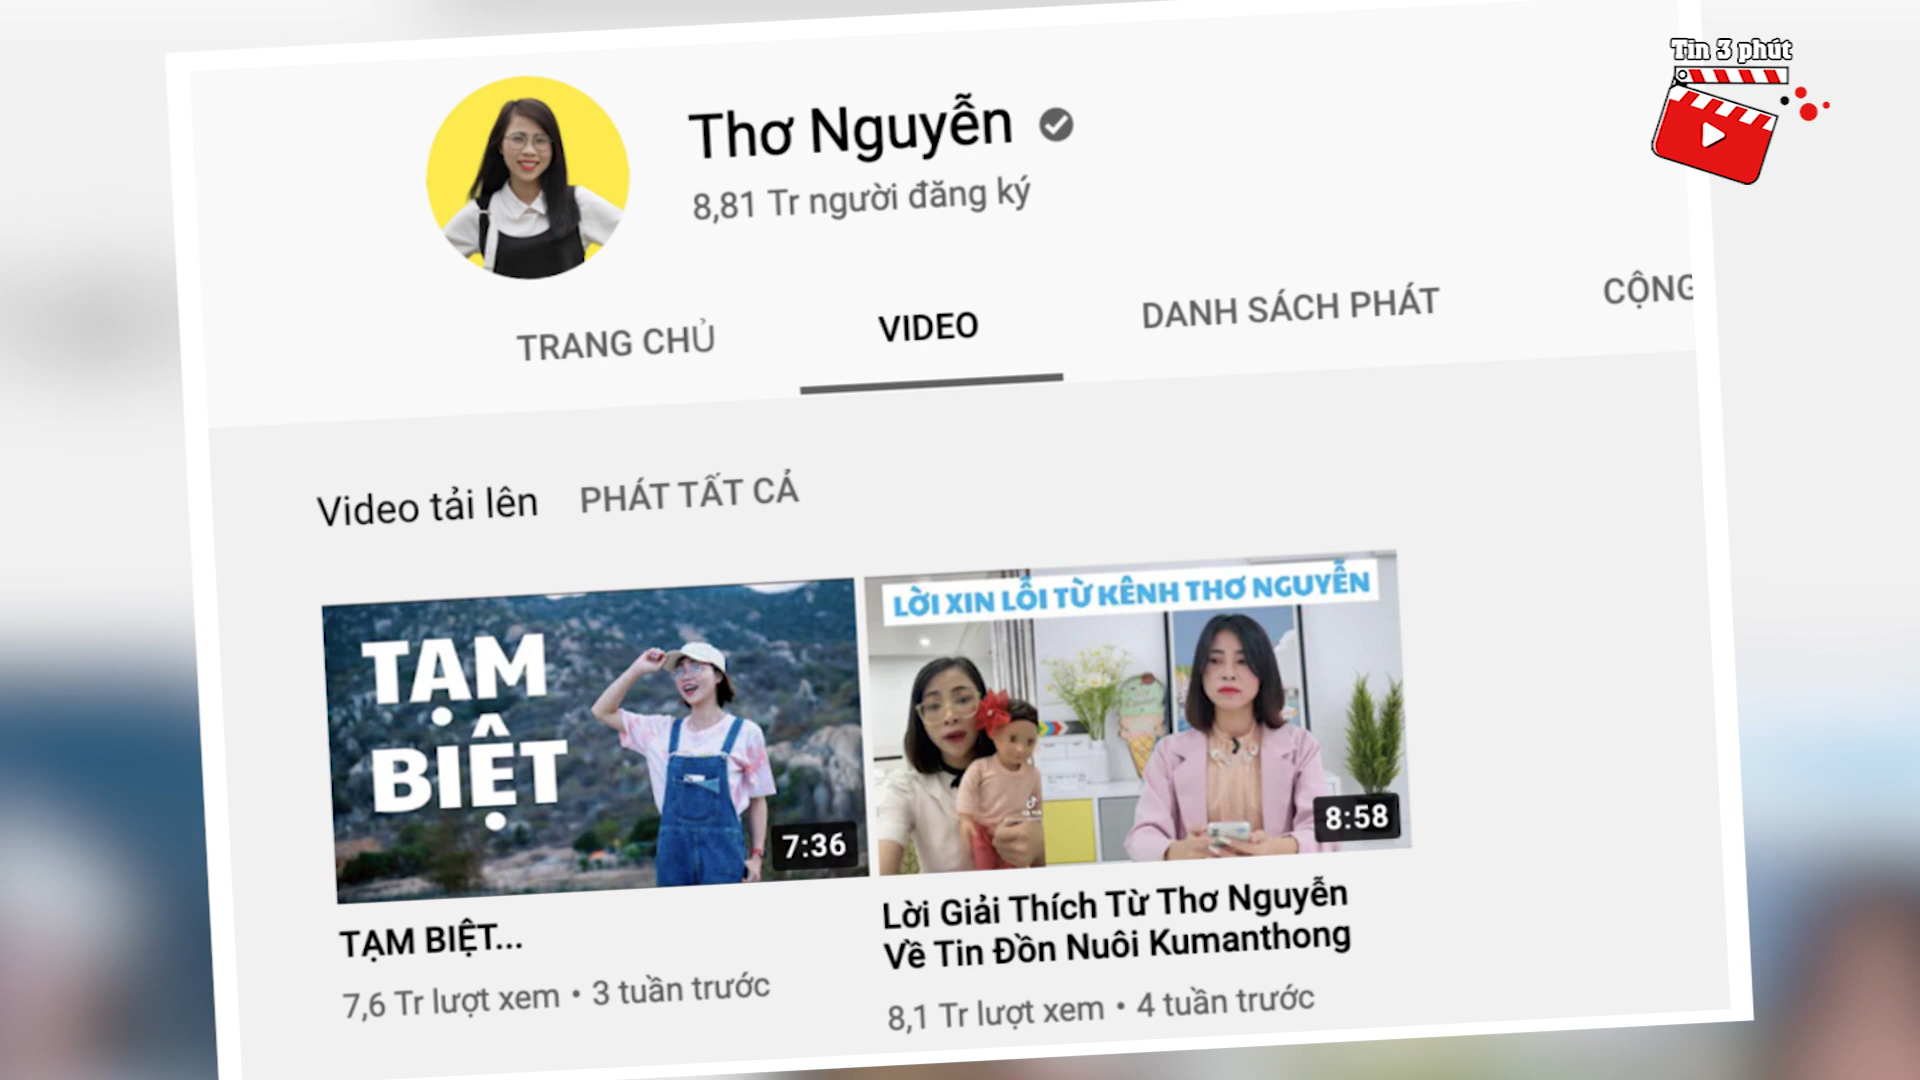 Tin 3 phút
Thơ Nguyễn
8,81 Tr người đăng ký
TRANG CHỦ
VIDEO
DANH SÁCH PHÁT
CỘNG
Video tải lên
PHÁT TẤT CẢ
TẠM
BIỆT
7:36
TẠM BIỆT...
7,6 Tr lượt xem • 3 tuần trước
LỜI XIN LỖI TỪ KÊNH THƠ NGUYỄN
8:58
Lời Giải Thích Từ Thơ Nguyễn
Về Tin Đồn Nuôi Kumanthong
8,1 Tr lượt xem • 4 tuần trước